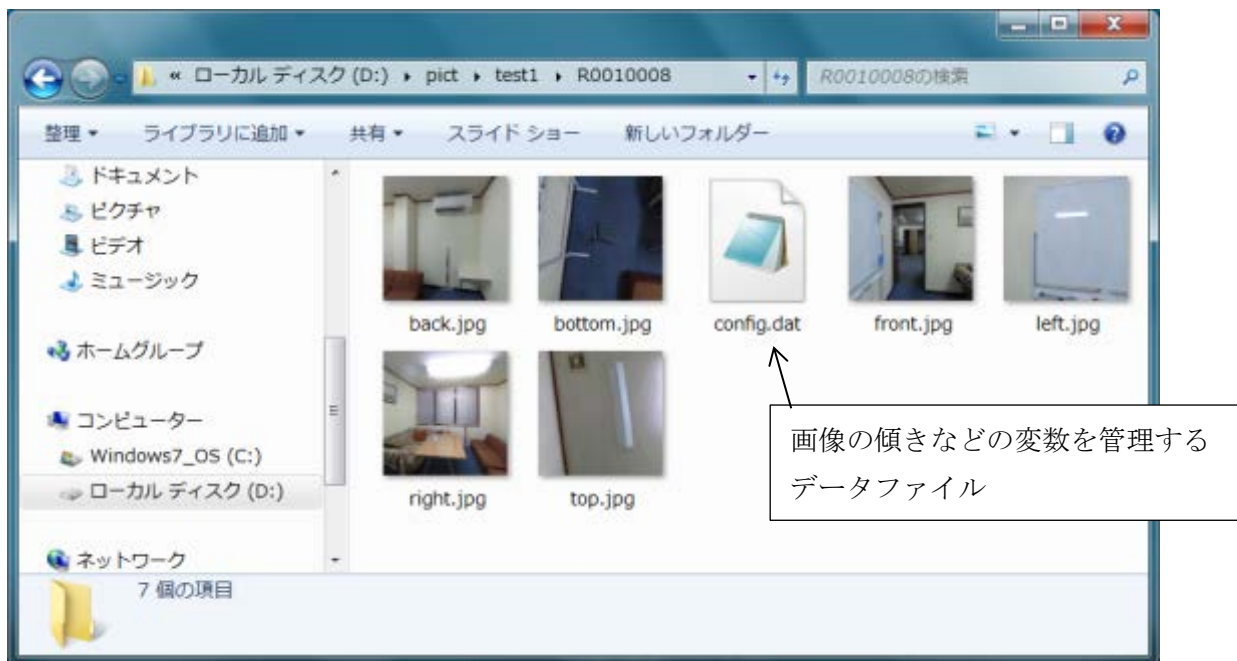 « ローカル ディスク (D:) ▸ pict ▸ test1 ▸ R0010008
R0010008の検索
整理 ライブラリに追加 共有 スライド ショー 新しいフォルダー
ドキュメント
ピクチャ
ビデオ
ミュージック
ホームグループ
コンピューター
Windows7_OS (C:)
ローカル ディスク (D:)
ネットワーク
back.jpg bottom.jpg config.dat front.jpg left.jpg
right.jpg top.jpg
画像の傾きなどの変数を管理する
データファイル
7 個の項目